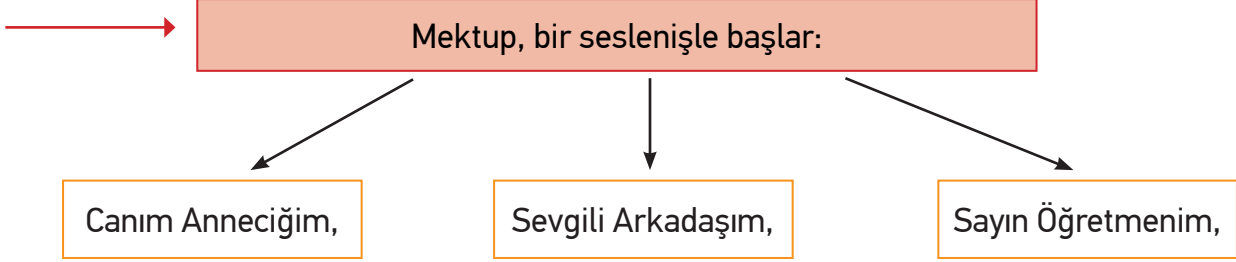 Mektup, bir seslenişle başlar:
Canım Anneciğim,
Sevgili Arkadaşım,
Sayın Öğretmenim,